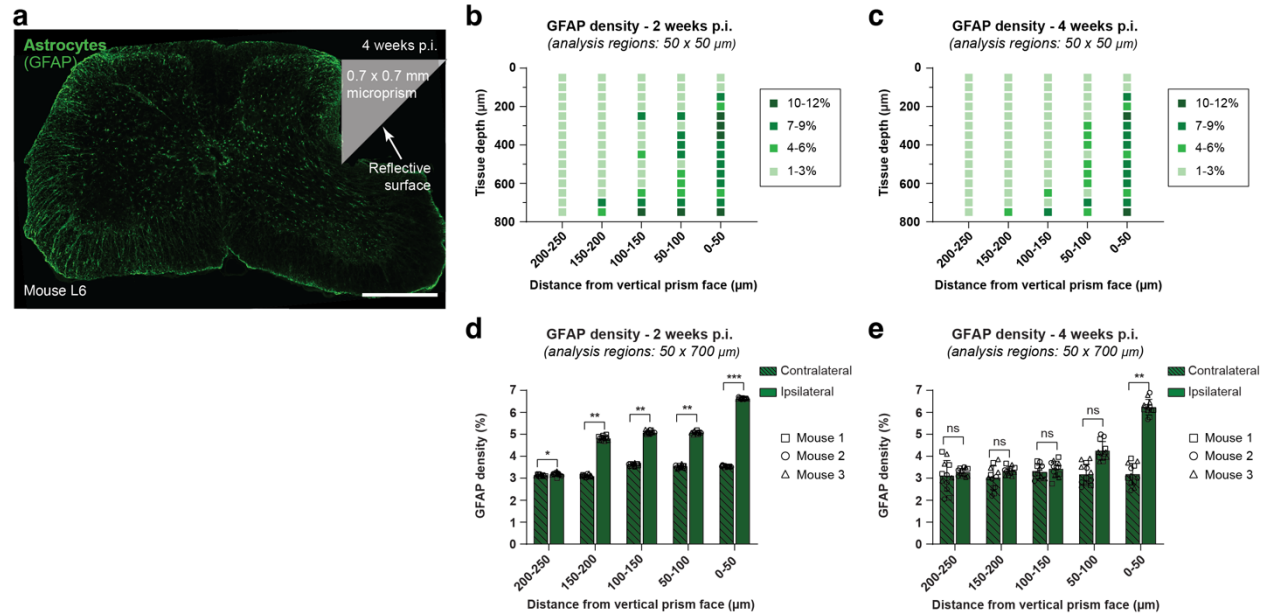 a
Astrocytes
(GFAP)
4 weeks p.i.
0.7 x 0.7 mm
microprism
Reflective
surface
Mouse L6
b
GFAP density - 2 weeks p.i.
(analysis regions: 50 x 50 µm)
Tissue depth (µm)
0
200
400
600
800
200-250
150-200
100-150
50-100
0-50
Distance from vertical prism face (µm)
10-12%
7-9%
4-6%
1-3%
c
GFAP density - 4 weeks p.i.
(analysis regions: 50 x 50 µm)
Tissue depth (µm)
0
200
400
600
800
200-250
150-200
100-150
50-100
0-50
Distance from vertical prism face (µm)
10-12%
7-9%
4-6%
1-3%
d
GFAP density - 2 weeks p.i.
(analysis regions: 50 x 700 µm)
GFAP density (%)
7
6
5
4
3
2
1
0
*
**
**
**
***
200-250
150-200
100-150
50-100
0-50
Distance from vertical prism face (µm)
Contralateral
Ipsilateral
Mouse 1
Mouse 2
Mouse 3
e
GFAP density - 4 weeks p.i.
(analysis regions: 50 x 700 µm)
GFAP density (%)
7
6
5
4
3
2
1
0
ns
ns
ns
ns
**
200-250
150-200
100-150
50-100
0-50
Distance from vertical prism face (µm)
Contralateral
Ipsilateral
Mouse 1
Mouse 2
Mouse 3